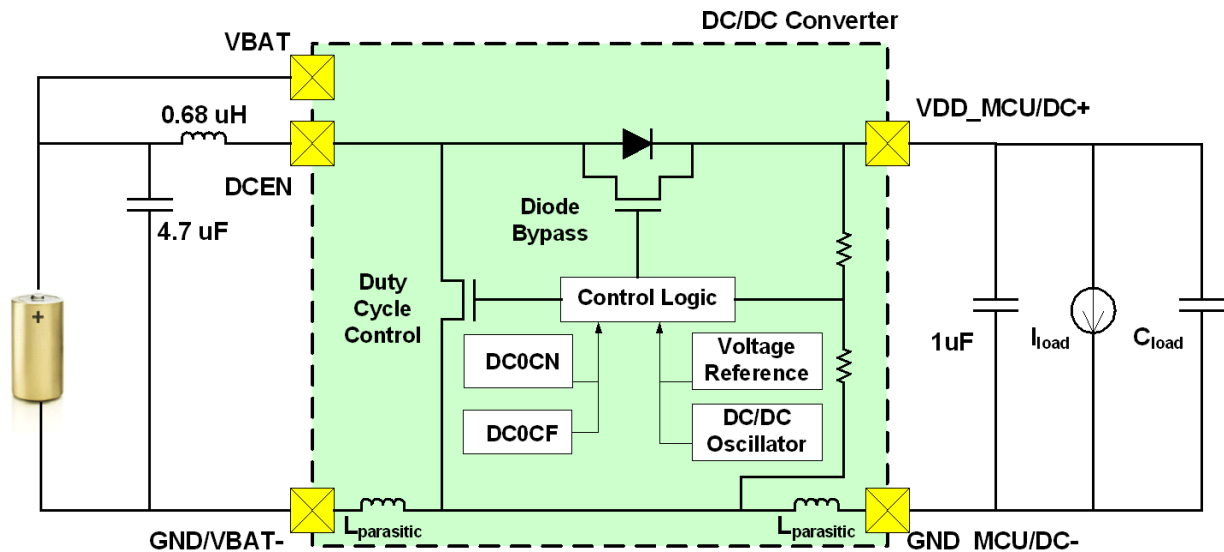 DC/DC Converter
VBAT
0.68 uH
DCEN
4.7 uF
+
VDD_MCU/DC+
Diode
Bypass
Duty
Cycle
Control
Control Logic
DC0CN
DC0CF
Voltage
Reference
DC/DC
Oscillator
1uF
Iload
Cload
Lparasitic
Lparasitic
GND/VBAT-
GND_MCU/DC-